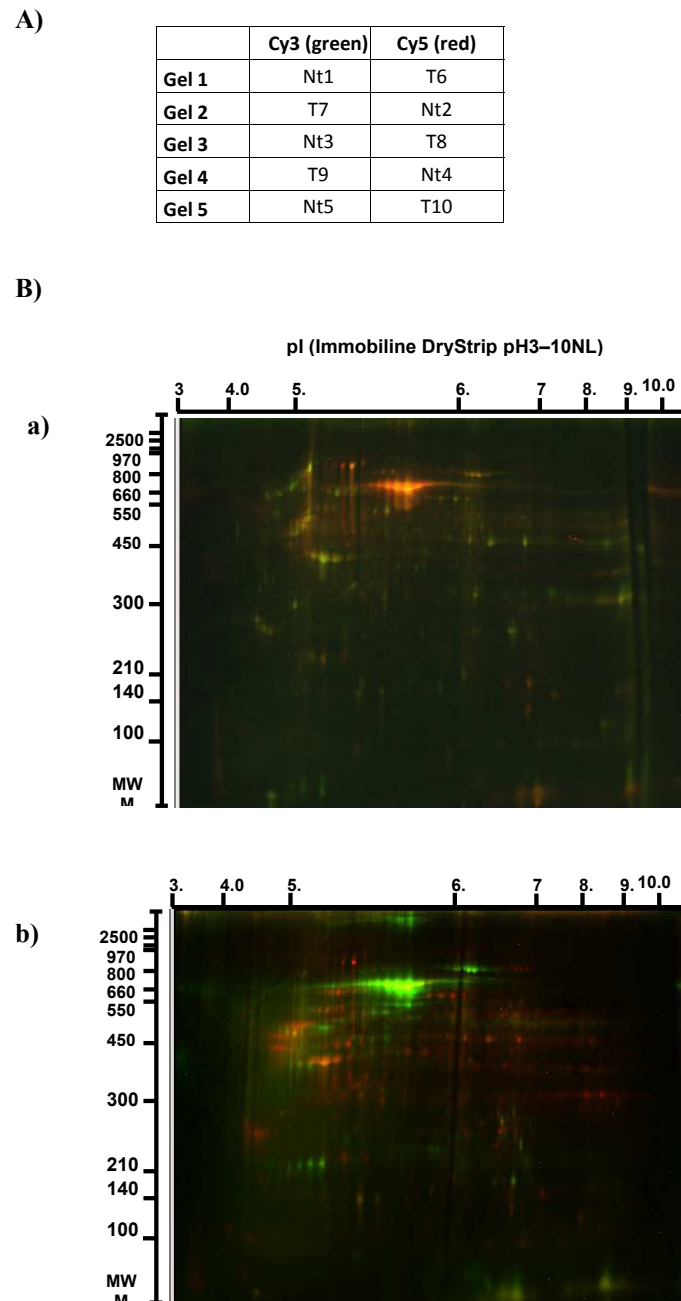 A)
Cy3 (green) Cy5 (red)
Gel 1 Nt1 T6
Gel 2 T7 Nt2
Gel 3 Nt3 T8
Gel 4 T9 Nt4
Gel 5 Nt5 T10
B)
pI (Immobiline DryStrip pH3–10NL)
3 4.0 5. 6. 7 8. 9. 10.0
a)
2500
970
800
660
550
450
300
210
140
100
MW
M
3. 4.0 5. 6. 7 8. 9. 10.0
b)
2500
970
800
660
550
450
300
210
140
100
MW
M